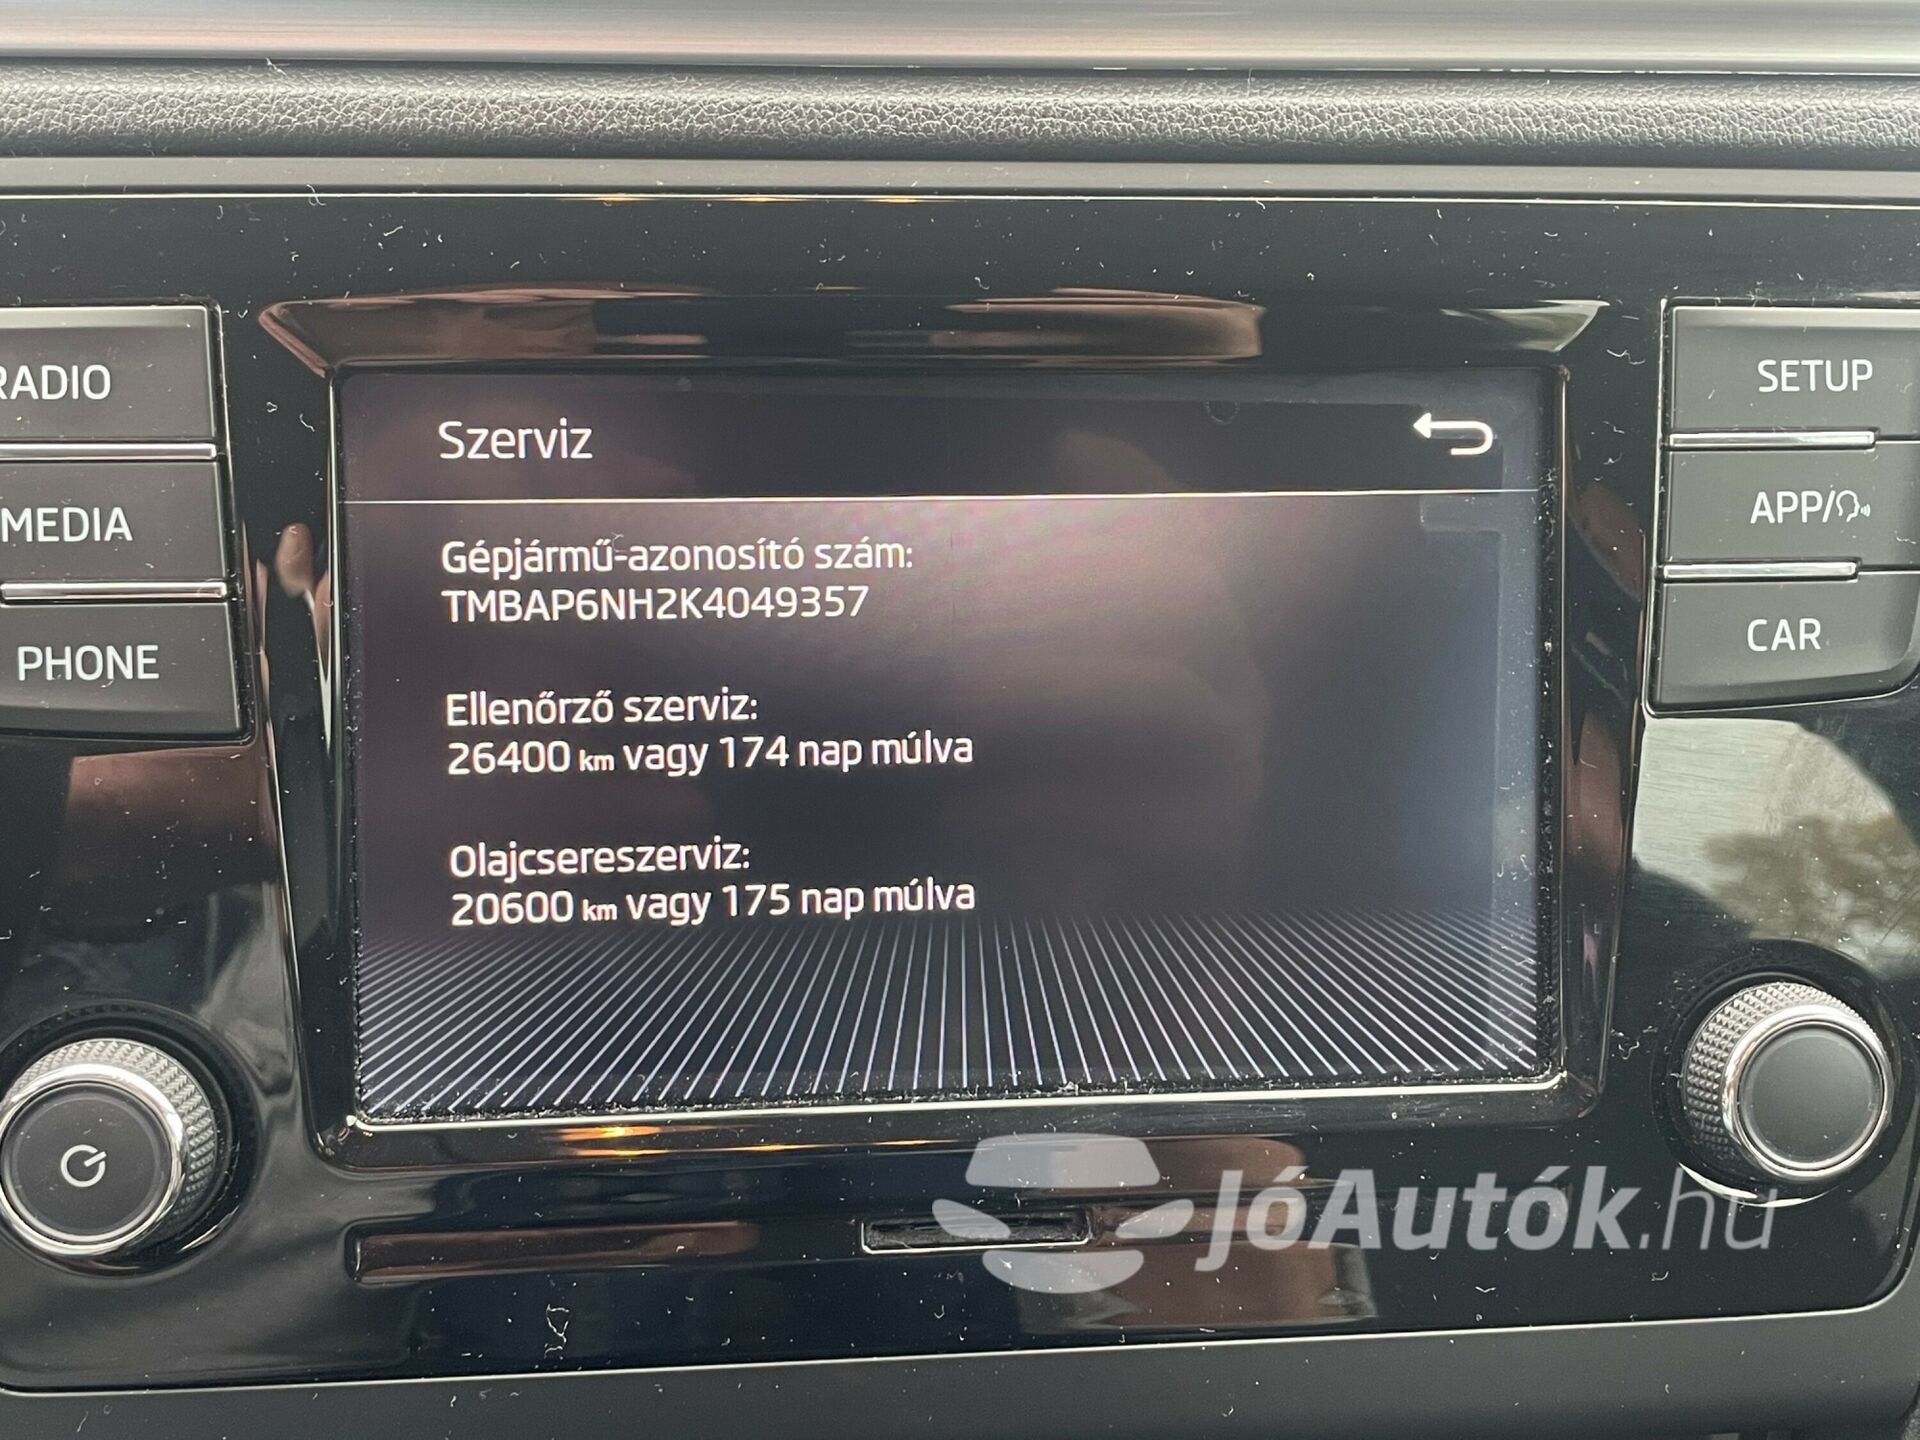 RADIO
MEDIA
PHONE
Szerviz
Gépjármű-azonosító szám:
TMBAP6NH2K4049357
Ellenőrző szerviz:
26400 km vagy 174 nap múlva
Olajcsereszerviz:
20600 km vagy 175 nap múlva
SETUP
APP/
CAR
JóAutók.hu